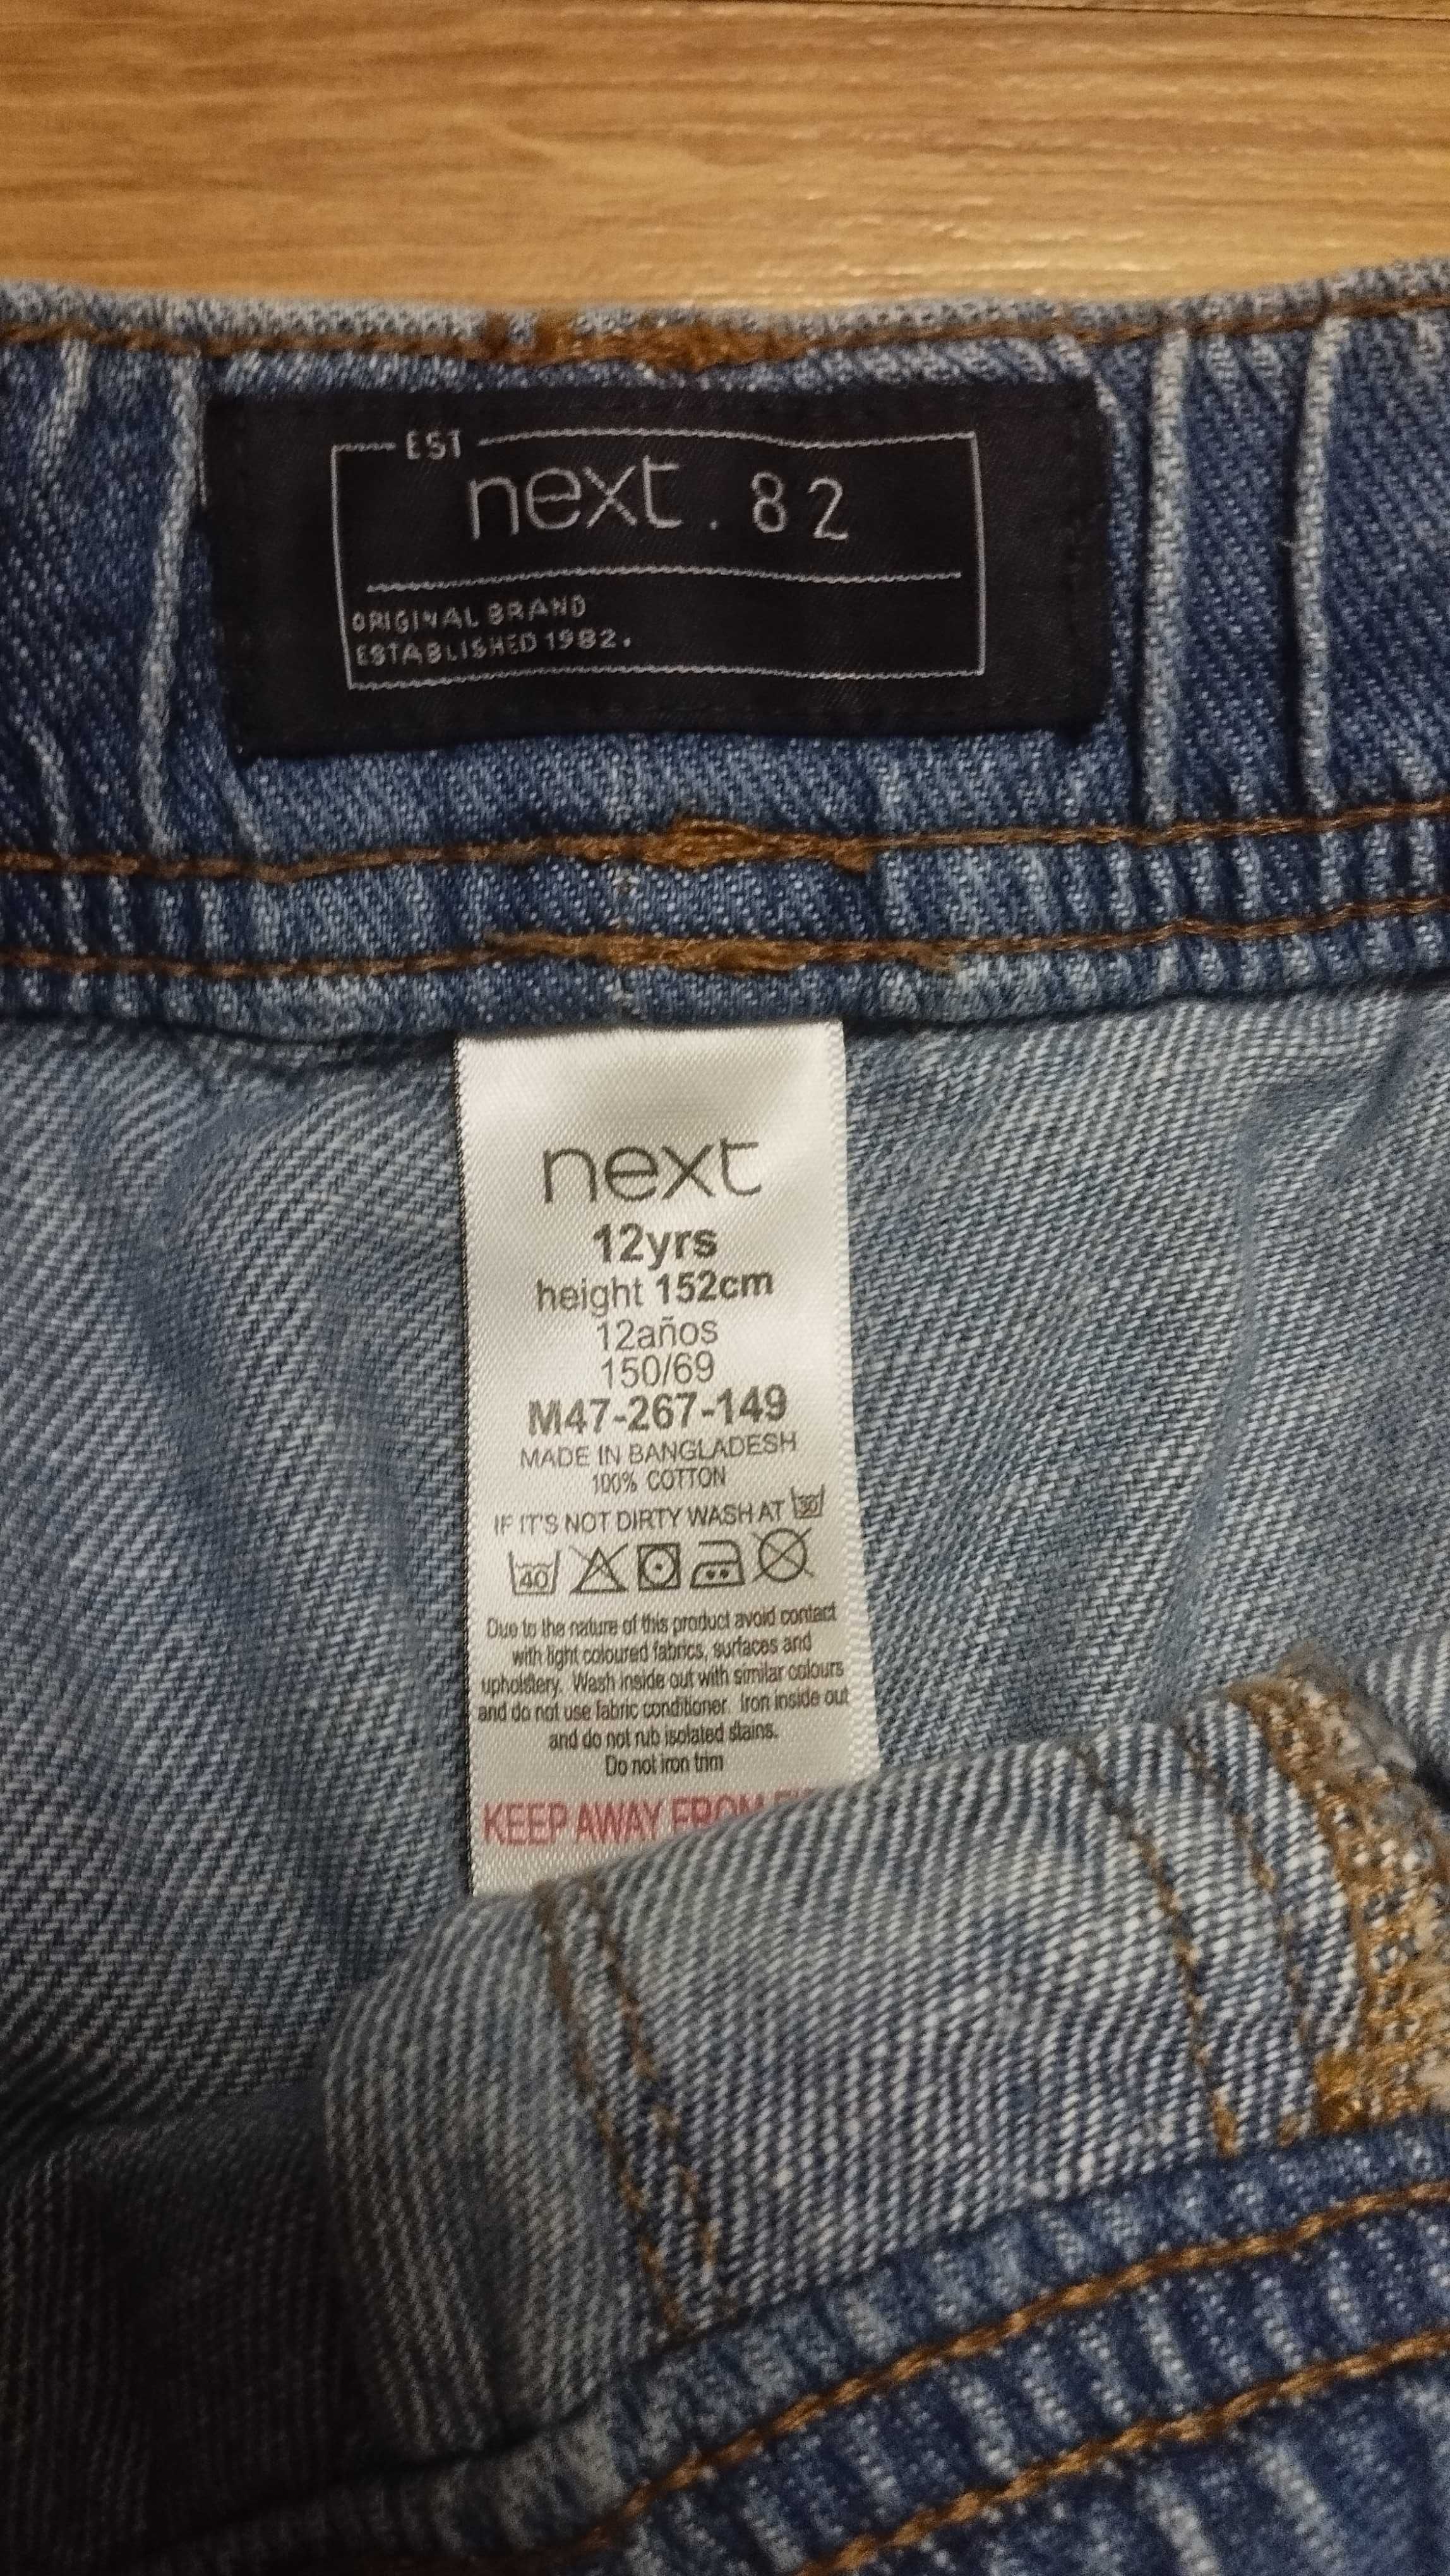 EST
next. 82
ORIGINAL BRAND
ESTABLISHED 1982.
next
12yrs
height 152cm
12años
150/69
M47-267-149
MADE IN BANGLADESH
100% COTTON
IF IT'S NOT DIRTY WASH AT 30
40
Due to the nature of this product avoid contact
with light coloured fabrics, surfaces and
upholstery. Wash inside out with similar colours
and do not use fabric conditioner. Iron inside out
and do not rub isolated stains.
Do not iron trim
KEEP AWAY FROM